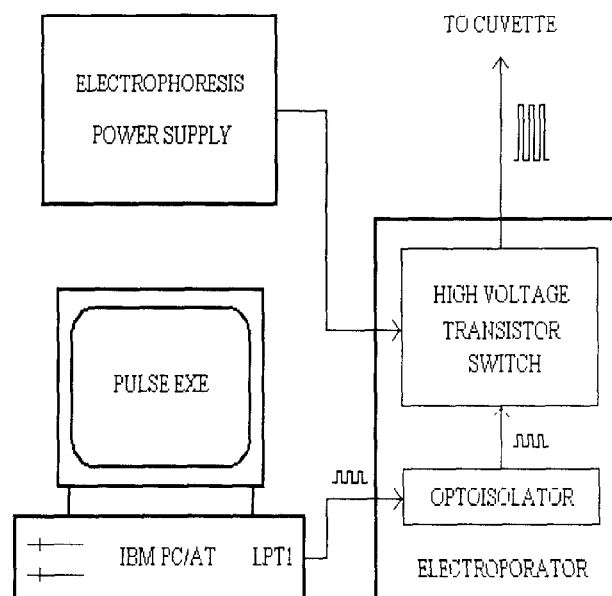 TO CUVETTE
ELECTROPHORESIS
POWER SUPPLY
HIGH VOLTAGE
TRANSISTOR
SWITCH
PULSE EXE
OPTOISOLATOR
IBM PC/AT LPT1
ELECTROPORATOR